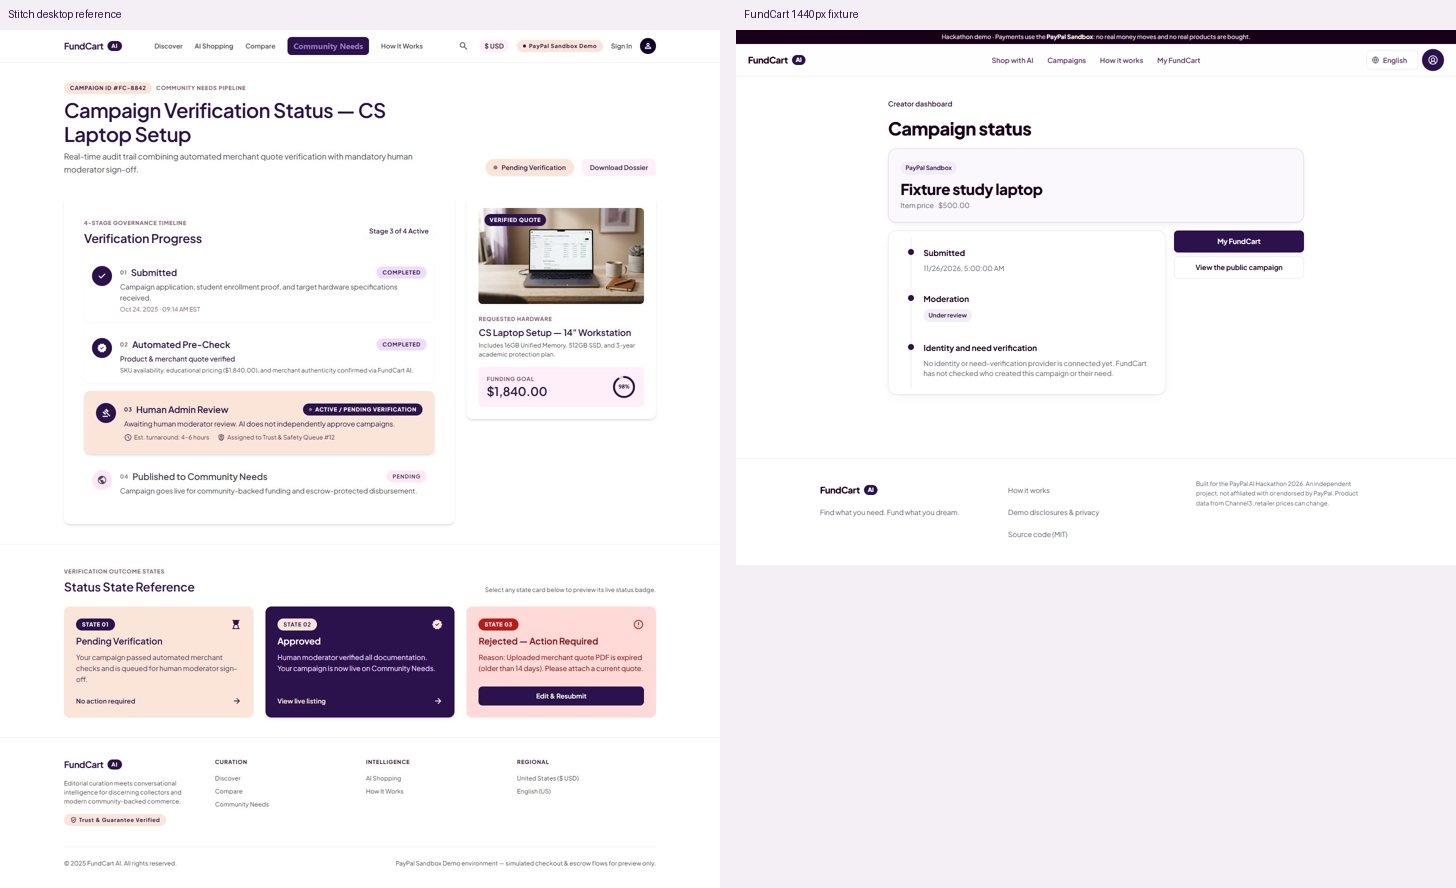 Stitch desktop reference
FundCart AI
Discover
AI Shopping
Compare
Community Needs
How It Works
$ USD
PayPal Sandbox Demo
Sign In
CAMPAIGN ID #FC-8842
COMMUNITY NEEDS PIPELINE
Campaign Verification Status — CS
Laptop Setup
Real-time audit trail combining automated merchant quote verification with mandatory human
moderator sign-off.
Pending Verification
Download Dossier
4-STAGE GOVERNANCE TIMELINE
Verification Progress
Stage 3 of 4 Active
01 Submitted
COMPLETED
Campaign application, student enrollment proof, and target hardware specifications
received.
Oct 24, 2025 · 09:14 AM EST
02 Automated Pre-Check
COMPLETED
Product & merchant quote verified
SKU availability, educational pricing ($1,840.00), and merchant authenticity confirmed via FundCart AI.
03 Human Admin Review
ACTIVE / PENDING VERIFICATION
Awaiting human moderator review. AI does not independently approve campaigns.
Est. turnaround: 4–6 hours
Assigned to Trust & Safety Queue #12
04 Published to Community Needs
PENDING
Campaign goes live for community-backed funding and escrow-protected disbursement.
VERIFIED QUOTE
REQUESTED HARDWARE
CS Laptop Setup — 14" Workstation
Includes 16GB Unified Memory, 512GB SSD, and 3-year
academic protection plan.
FUNDING GOAL
$1,840.00
98%
VERIFICATION OUTCOME STATES
Status State Reference
Select any state card below to preview its live status badge.
STATE 01
Pending Verification
Your campaign passed automated merchant
checks and is queued for human moderator sign-
off.
No action required
STATE 02
Approved
Human moderator verified all documentation.
Your campaign is now live on Community Needs.
View live listing
STATE 03
Rejected — Action Required
Reason: Uploaded merchant quote PDF is expired
(older than 14 days). Please attach a current quote.
Edit & Resubmit
FundCart AI
Editorial curation meets conversational
intelligence for discerning collectors and
modern community-backed commerce.
Trust & Guarantee Verified
CURATION
Discover
Compare
Community Needs
INTELLIGENCE
AI Shopping
How It Works
REGIONAL
United States ($ USD)
English (US)
© 2025 FundCart AI. All rights reserved.
PayPal Sandbox Demo environment — simulated checkout & escrow flows for preview only.
FundCart 1440px fixture
Hackathon demo · Payments use the PayPal Sandbox: no real money moves and no real products are bought.
FundCart AI
Shop with AI
Campaigns
How it works
My FundCart
English
Creator dashboard
Campaign status
PayPal Sandbox
Fixture study laptop
Item price · $500.00
Submitted
11/26/2026, 5:00:00 AM
Moderation
Under review
Identity and need verification
No identity or need-verification provider is connected yet. FundCart
has not checked who created this campaign or their need.
My FundCart
View the public campaign
FundCart AI
Find what you need. Fund what you dream.
How it works
Demo disclosures & privacy
Source code (MIT)
Built for the PayPal AI Hackathon 2026. An independent
project, not affiliated with or endorsed by PayPal. Product
data from Channel3; retailer prices can change.